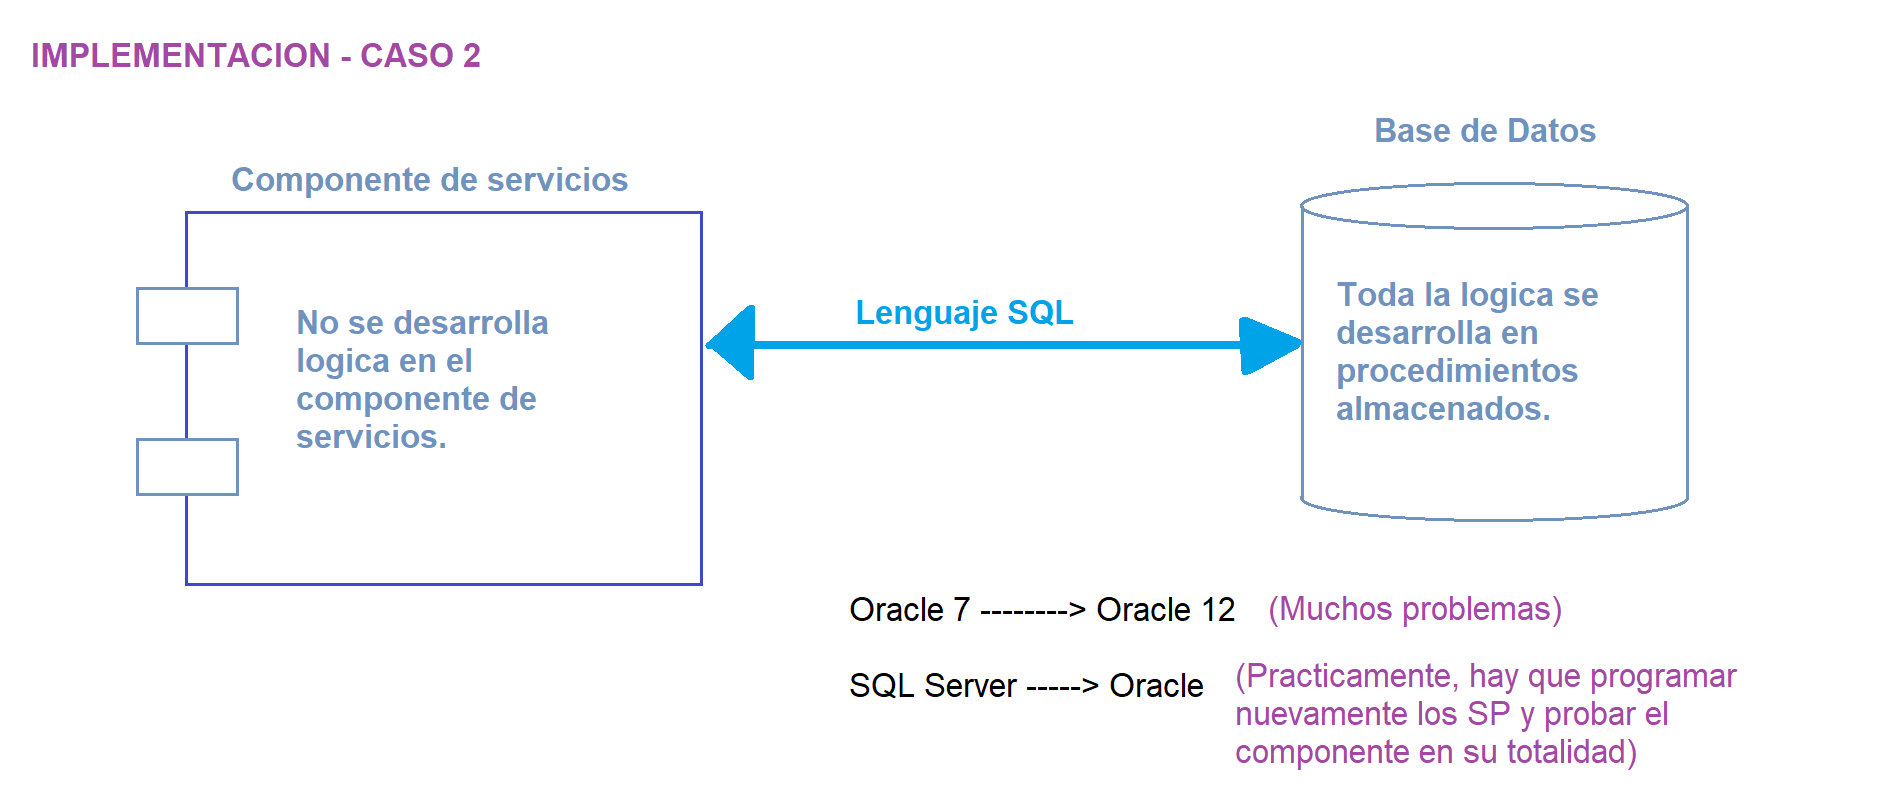 IMPLEMENTACION - CASO 2
Base de Datos
Componente de servicios
No se desarrolla
logica en el
componente de
servicios.
Lenguaje SQL
Toda la logica se
desarrolla en
procedimientos
almacenados.
Oracle 7 --------> Oracle 12 (Muchos problemas)
SQL Server -----> Oracle
(Practicamente, hay que programar
nuevamente los SP y probar el
componente en su totalidad)